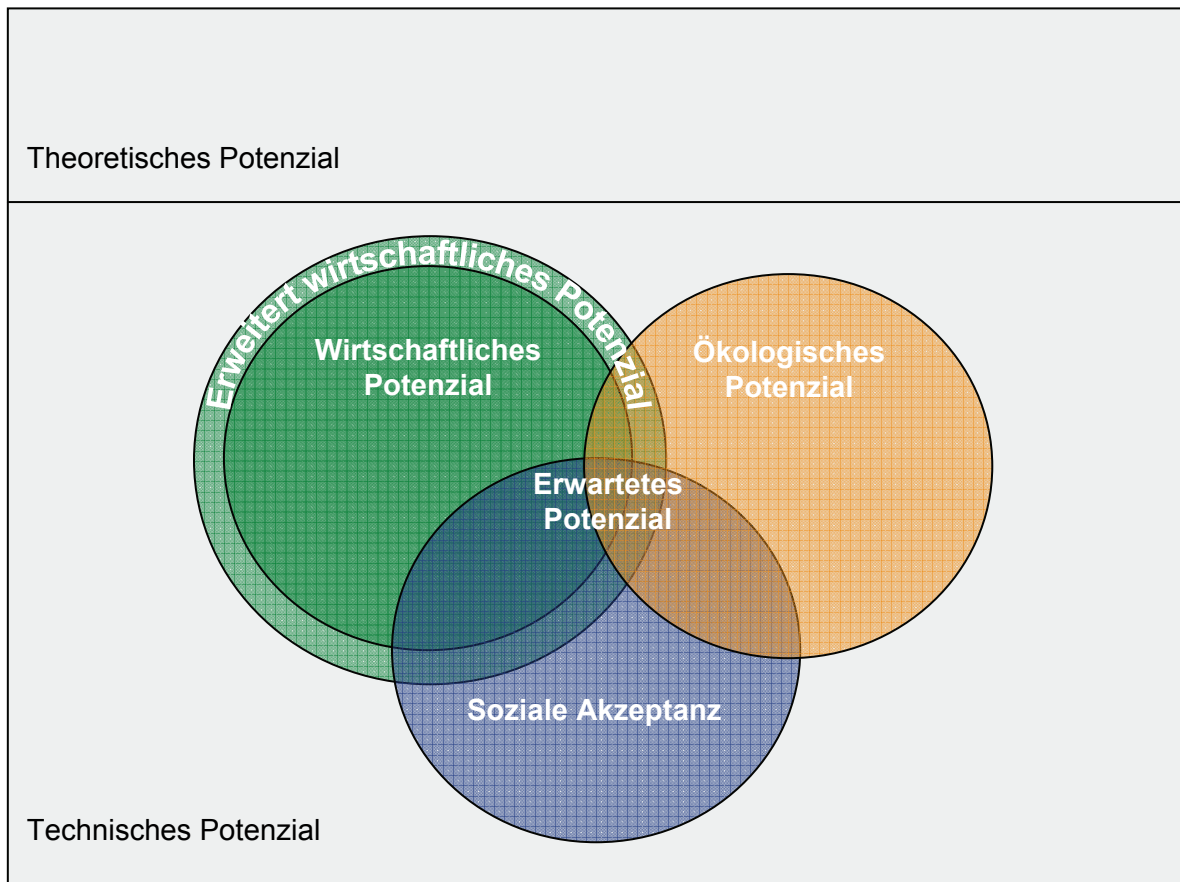 Theoretisches Potenzial
Erweitert wirtschaftliches Potenzial
Wirtschaftliches
Potenzial
Ökologisches
Potenzial
Erwartetes
Potenzial
Soziale Akzeptanz
Technisches Potenzial